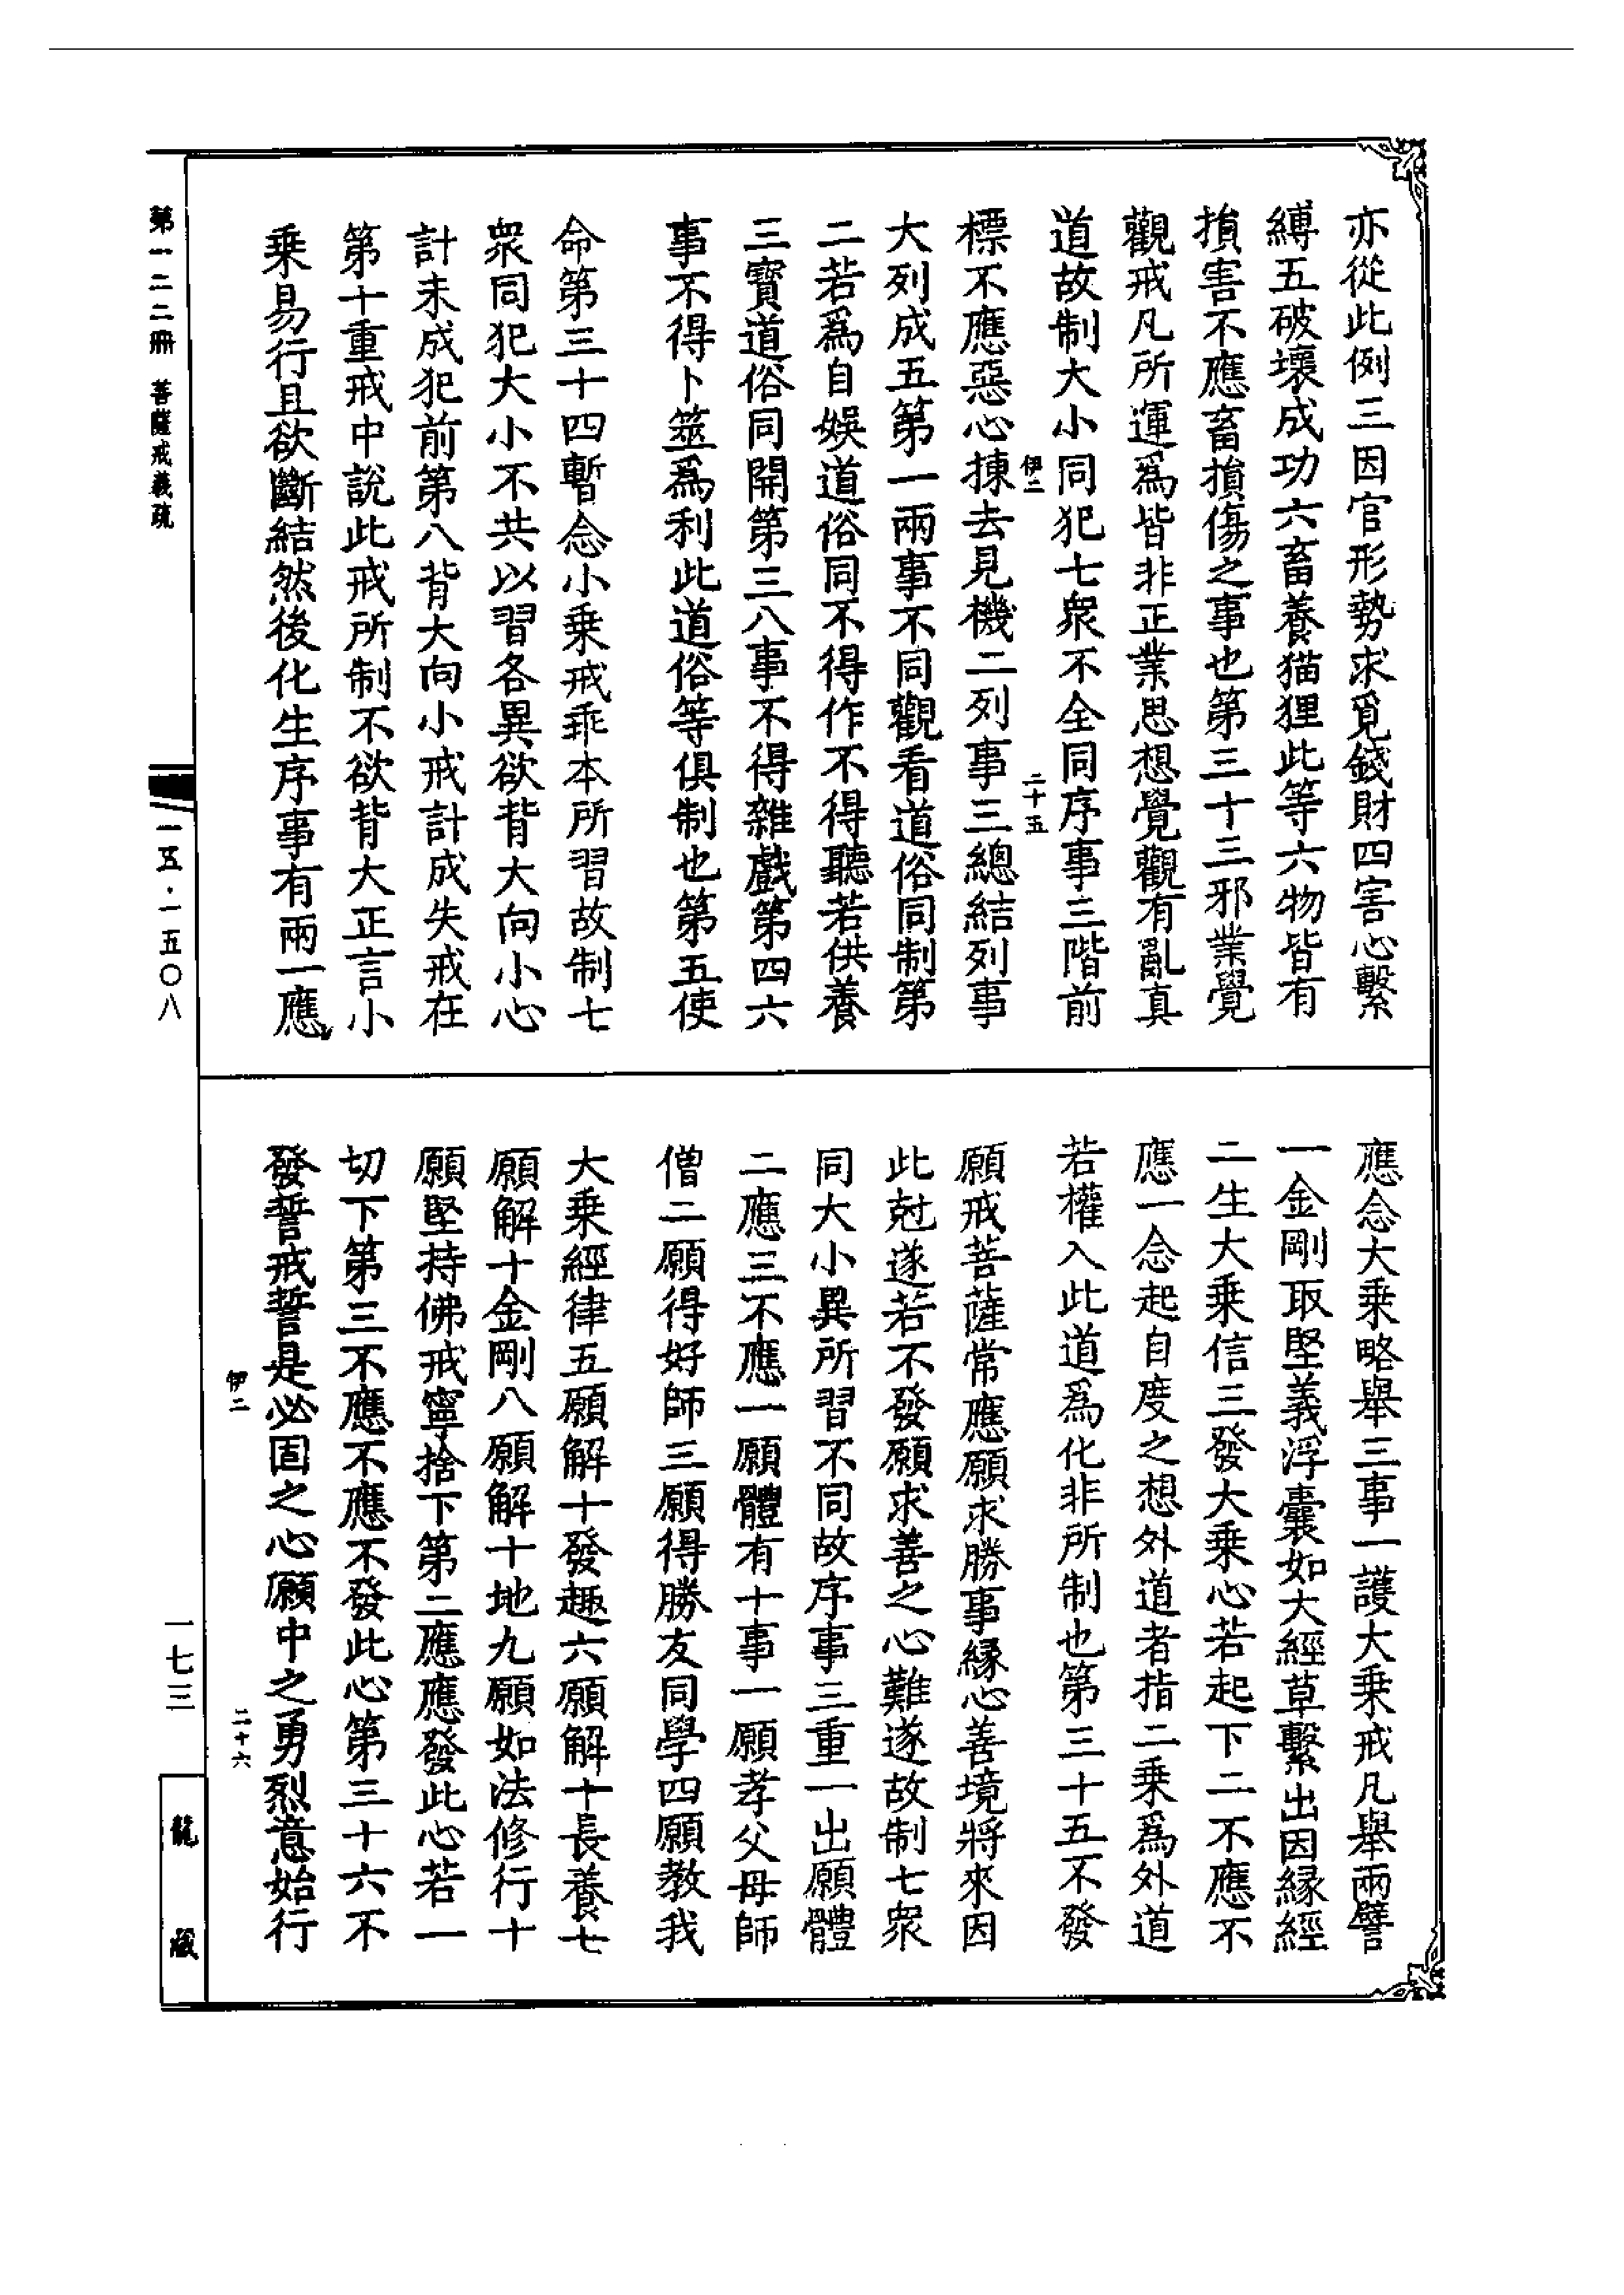 亦從此例三因官形勢求覓錢財四害心繫
縛五破壞成功六畜養猫狸此等六物皆有
損害不應畜損傷之事也第三十三邪業覺
觀戒凡所運爲皆非正業思想覺觀有亂真
道故制大小同犯七衆不全同序事三階前
伊二 二十五
標不應惡心揀去見機二列事三總結列事
大列成五第一兩事不同觀看道俗同制第
二若爲自娛道俗同不得作不得聽若供養
三寶道俗同開第三八事不得雜戲第四六
事不得卜筮爲利此道俗等俱制也第五使
命第三十四暫念小乗戒乖本所習故制七
衆同犯大小不共以習各異欲背大向小心
計未成犯前第八背大向小戒計成失戒在
第十重戒中說此戒所制不欲背大正言小
乗易行且欲斷結然後化生序事有兩一應
應念大乗略舉三事一護大乗戒凡舉兩譬
一金剛取堅義浮囊如大經草繫出因緣經
二生大乗信三發大乗心若起下二不應不
應一念起自度之想外道者指二乗爲外道
若權入此道爲化非所制也第三十五不發
願戒菩薩常應願求勝事緣心善境將來因
此尅遂若不發願求善之心難遂故制七衆
同大小異所習不同故序事三重一出願體
二應三不應一願體有十事一願孝父母師
僧二願得好師三願得勝友同學四願教我
大乗經律五願解十發趣六願解十長養七
願解十金剛八願解十地九願如法修行十
願堅持佛戒寧捨下第二應應發此心若一
切下第三不應不應不發此心第三十六不
發誓戒誓是必固之心願中之勇烈意始行
伊二 二十六
第一二二冊 菩薩戒義疏
一五·一五〇八
一七三
龍藏